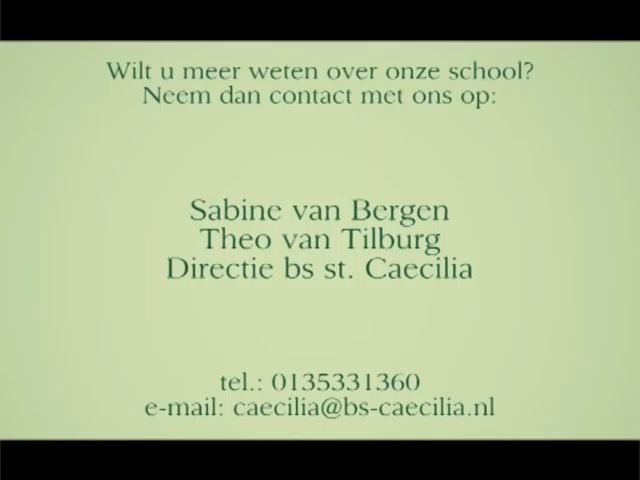 Wilt u meer weten over onze school?
Neem dan contact met ons op:
Sabine van Bergen
Theo van Tilburg
Directie bs st. Caecilia
tel.: 0135331360
e-mail: caecilia@bs-caecilia.nl